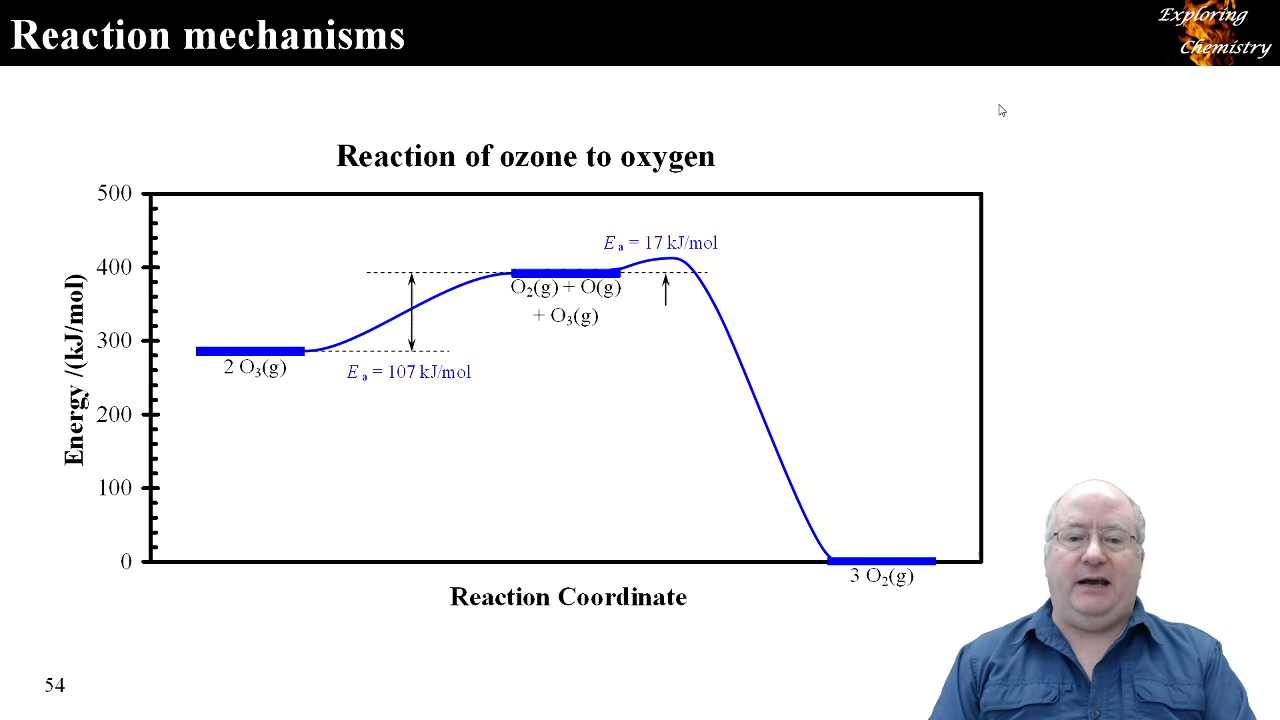 Reaction mechanisms
Exploring
Chemistry
Reaction of ozone to oxygen
500
400
300
200
100
0
Energy /(kJ/mol)
E a = 17 kJ/mol
O₂(g) + O(g)
+ O₃(g)
2 O₃(g)
E a = 107 kJ/mol
3 O₂(g)
Reaction Coordinate
54